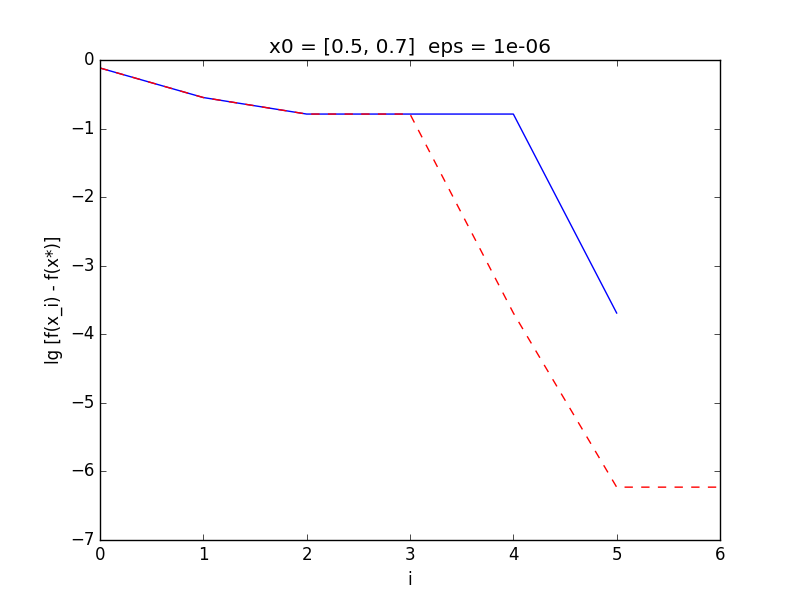 x0 = [0.5, 0.7]  eps = 1e-06
0
−1
−2
−3
−4
−5
−6
−7
lg [f(x_i) - f(x*)]
0 1 2 3 4 5 6
i